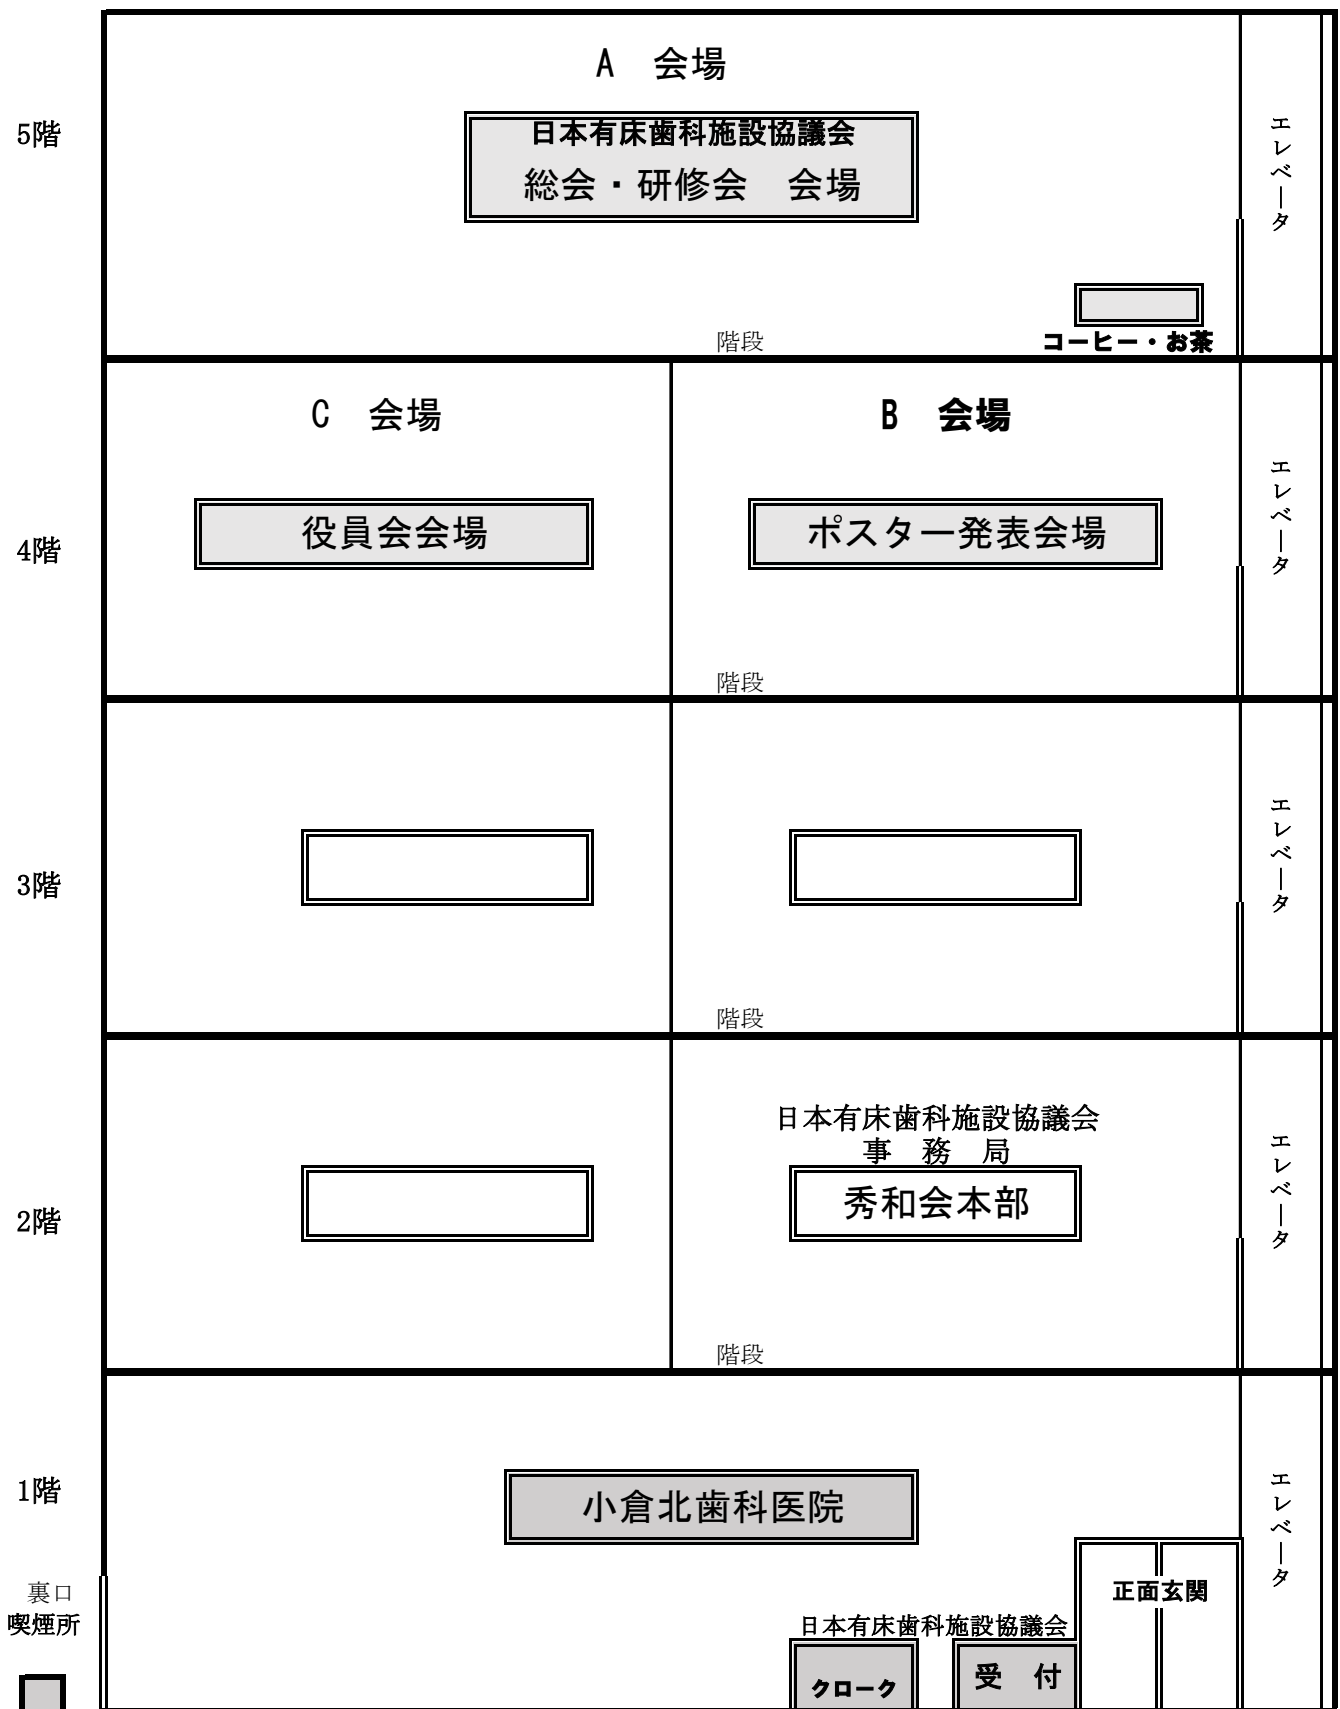 A 会場
5階
日本有床歯科施設協議会
総会・研修会 会場
エレベータ
コーヒー・お茶
階段
C 会場
B 会場
4階
役員会会場
ポスター発表会場
エレベータ
階段
3階
エレベータ
階段
日本有床歯科施設協議会
事 務 局
2階
秀和会本部
エレベータ
階段
1階
小倉北歯科医院
エレベータ
裏口
喫煙所
正面玄関
日本有床歯科施設協議会
クローク
受 付